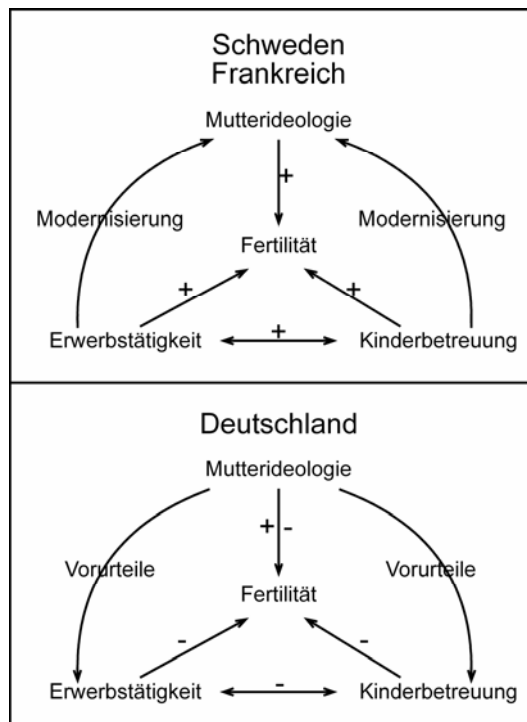 Schweden
Frankreich
Mutterideologie
+
Modernisierung
Modernisierung
Fertilität
+
+
Erwerbstätigkeit
+
Kinderbetreuung
Deutschland
Mutterideologie
+ -
Vorurteile
Vorurteile
Fertilität
-
-
Erwerbstätigkeit
-
Kinderbetreuung